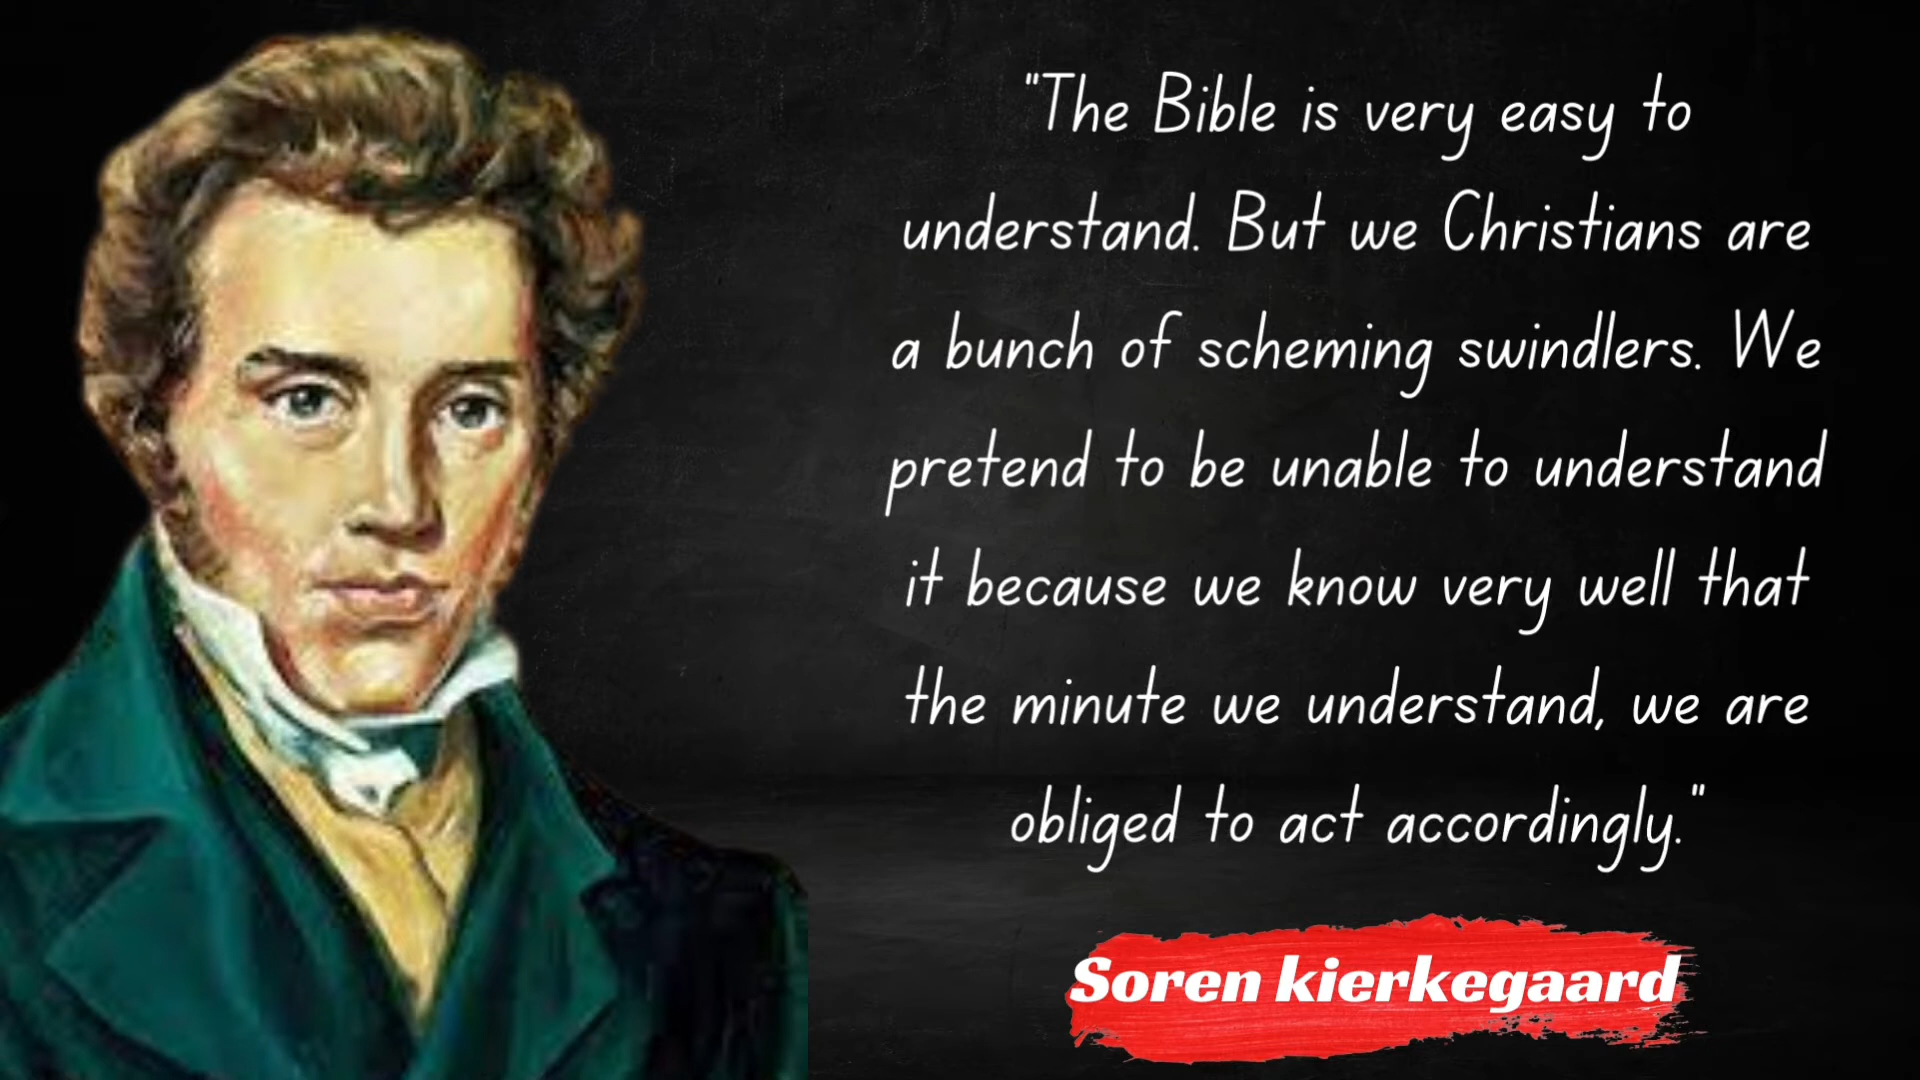 "The Bible is very easy to
understand. But we Christians are
a bunch of scheming swindlers. We
pretend to be unable to understand
it because we know very well that
the minute we understand, we are
obliged to act accordingly."
Soren kierkegaard